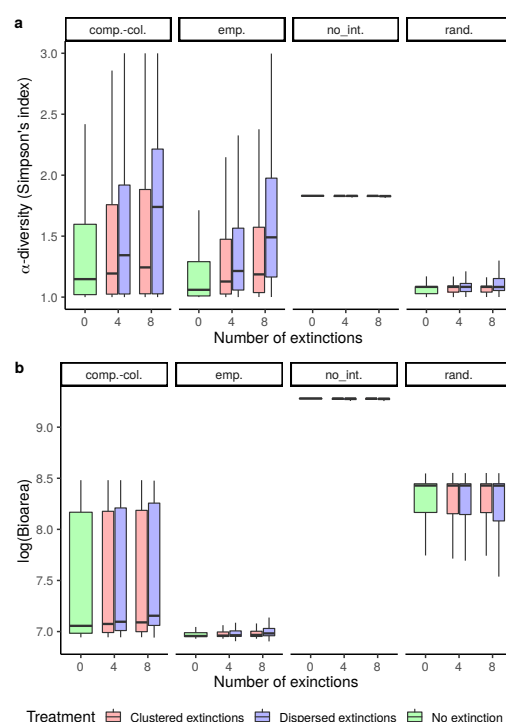 a
comp.-col. emp. no_int. rand.
α-diversity (Simpson's index)
3.0
2.5
2.0
1.5
1.0
0 4 8 0 4 8 0 4 8 0 4 8
Number of extinctions
b
comp.-col. emp. no_int. rand.
log(Bioarea)
9.0
8.5
8.0
7.5
7.0
0 4 8 0 4 8 0 4 8 0 4 8
Number of extinctions
Treatment Clustered extinctions Dispersed extinctions No extinction